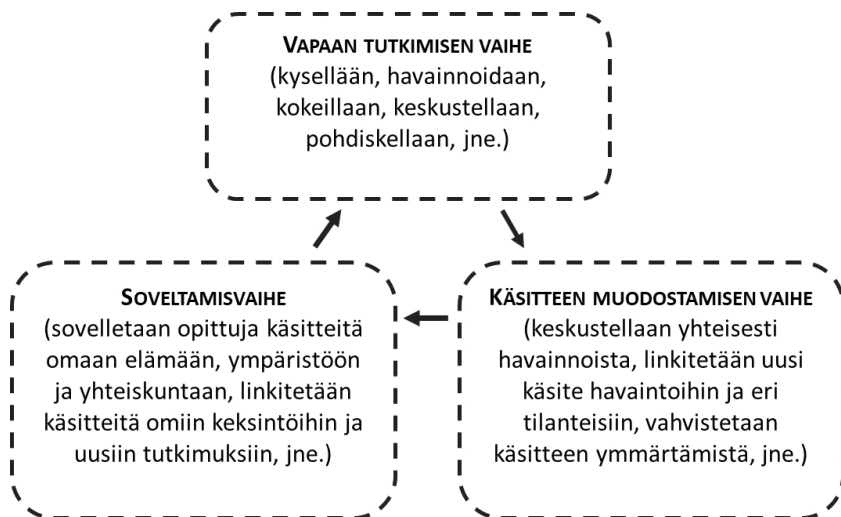 VAPAAN TUTKIMISEN VAIHE
(kysellään, havainnoidaan,
kokeillaan, keskustellaan,
pohdiskellaan, jne.)
SOVELTAMISVAIHE
(sovelletaan opittuja käsitteitä
omaan elämään, ympäristöön
ja yhteiskuntaan, linkitetään
käsitteitä omiin keksintöihin ja
uusiin tutkimuksiin, jne.)
KÄSITTEEN MUODOSTAMISEN VAIHE
(keskustellaan yhteisesti
havainnoista, linkitetään uusi
käsite havaintoihin ja eri
tilanteisiin, vahvistetaan
käsitteen ymmärtämistä, jne.)